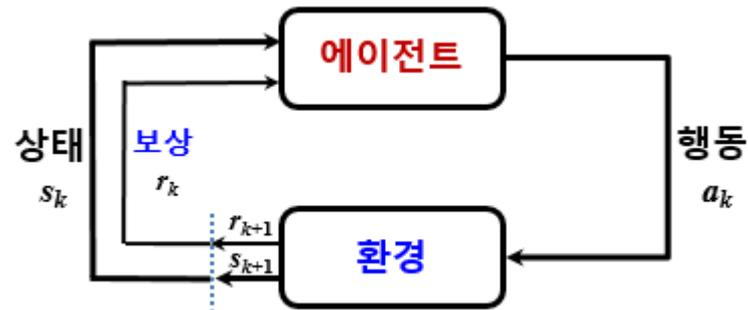 에이전트
상태
s_k
보상
r_k
행동
a_k
r_{k+1}
s_{k+1}
환경